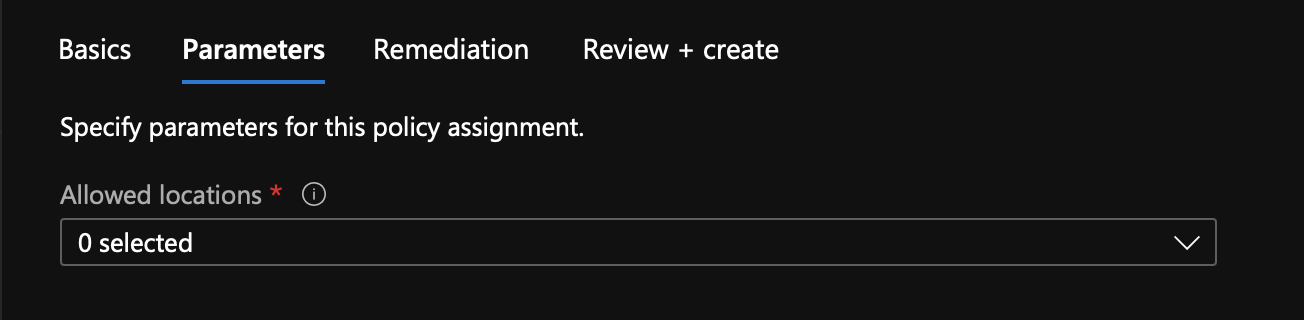 Basics Parameters Remediation Review + create
Specify parameters for this policy assignment.
Allowed locations *
0 selected